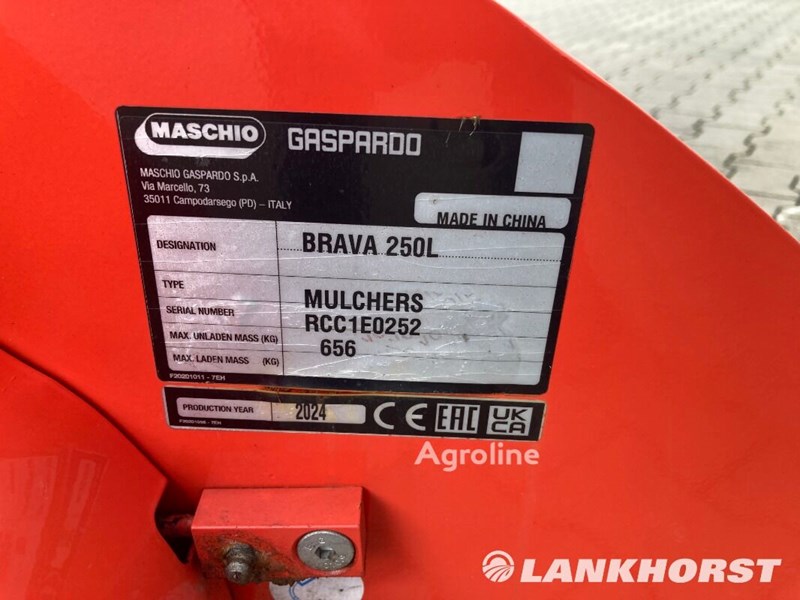 MASCHIO GASPARDO
MASCHIO GASPARDO S.p.A.
Via Marcello, 73
35011 Campodarsego (PD) – ITALY
MADE IN CHINA
DESIGNATION BRAVA 250L
TYPE MULCHERS
SERIAL NUMBER RCC1E0252
MAX. UNLADEN MASS (KG) 656
MAX. LADEN MASS (KG)
F20201011 - 7EH
PRODUCTION YEAR 2024 CE EAC UK CA
Agroline
LANKHORST